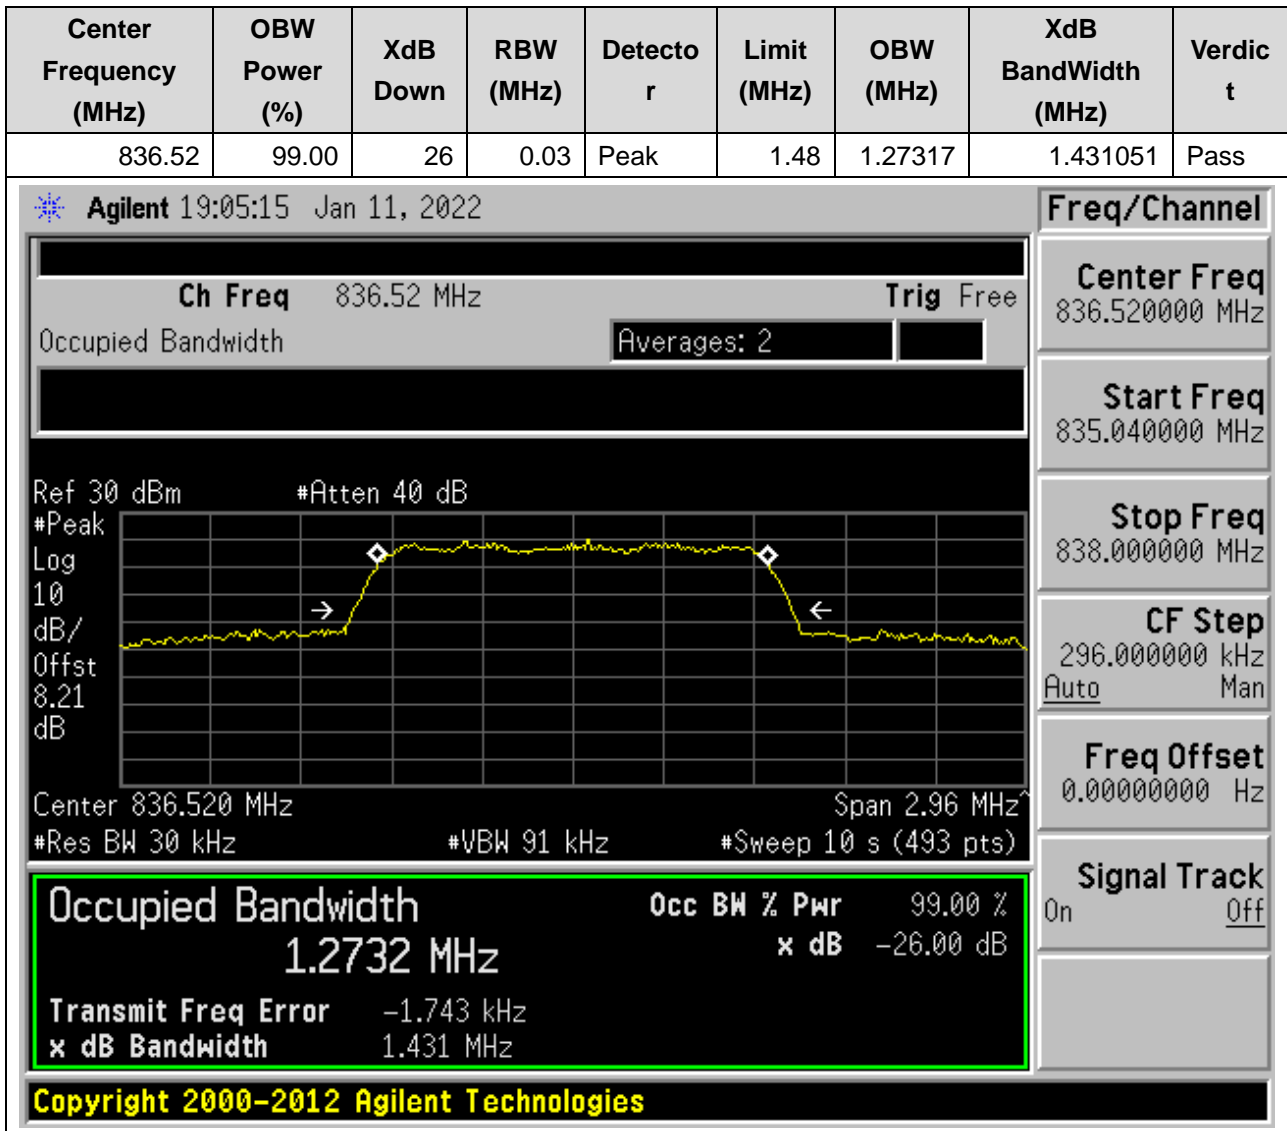 Center Frequency (MHz) OBW Power (%) XdB Down RBW (MHz) Detecto r Limit (MHz) OBW (MHz) XdB BandWidth (MHz) Verdic t
836.52 99.00 26 0.03 Peak 1.48 1.27317 1.431051 Pass
Agilent 19:05:15 Jan 11, 2022
Ch Freq 836.52 MHz Trig Free
Occupied Bandwidth Averages: 2
Ref 30 dBm #Atten 40 dB
#Peak
Log
10
dB/
Offst
8.21
dB
Center 836.520 MHz Span 2.96 MHz^
#Res BW 30 kHz #VBW 91 kHz #Sweep 10 s (493 pts)
Occupied Bandwidth Occ BW % Pwr 99.00 %
1.2732 MHz x dB -26.00 dB
Transmit Freq Error -1.743 kHz
x dB Bandwidth 1.431 MHz
Copyright 2000-2012 Agilent Technologies
Freq/Channel
Center Freq
836.520000 MHz
Start Freq
835.040000 MHz
Stop Freq
838.000000 MHz
CF Step
296.000000 kHz
Auto Man
Freq Offset
0.00000000 Hz
Signal Track
On Off